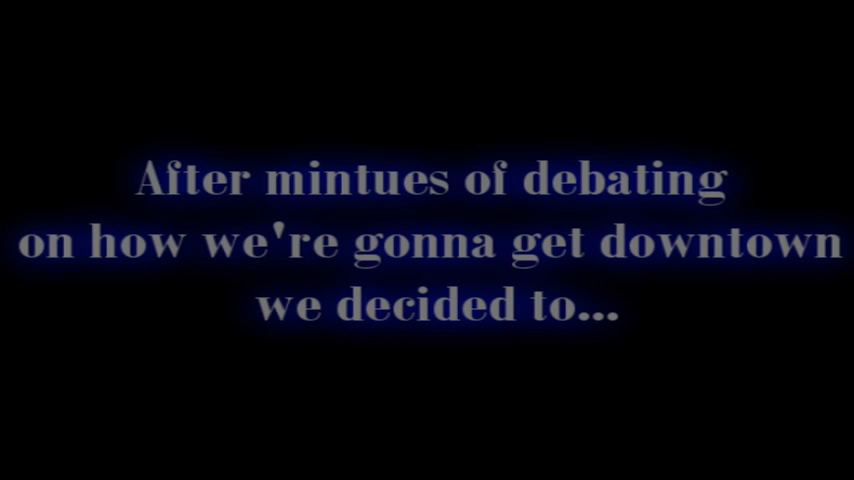 After mintues of debating
on how we're gonna get downtown
we decided to...